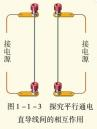 接电源
接电源
图1-1-3 探究平行通电
直导线间的相互作用